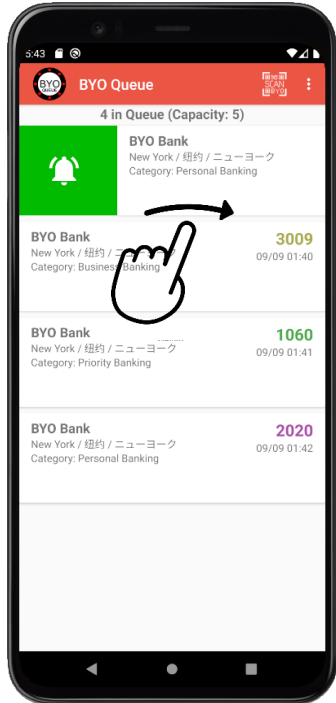 5:43
BYO
QUEUE
BYO Queue
SCAN
BYO
4 in Queue (Capacity: 5)
BYO Bank
New York / 纽约 / ニューヨーク
Category: Personal Banking
BYO Bank
3009
New York / 纽约 / ニューヨーク
09/09 01:40
Category: Business Banking
BYO Bank
1060
New York / 纽约 / ニューヨーク
09/09 01:41
Category: Priority Banking
BYO Bank
2020
New York / 纽约 / ニューヨーク
09/09 01:42
Category: Personal Banking